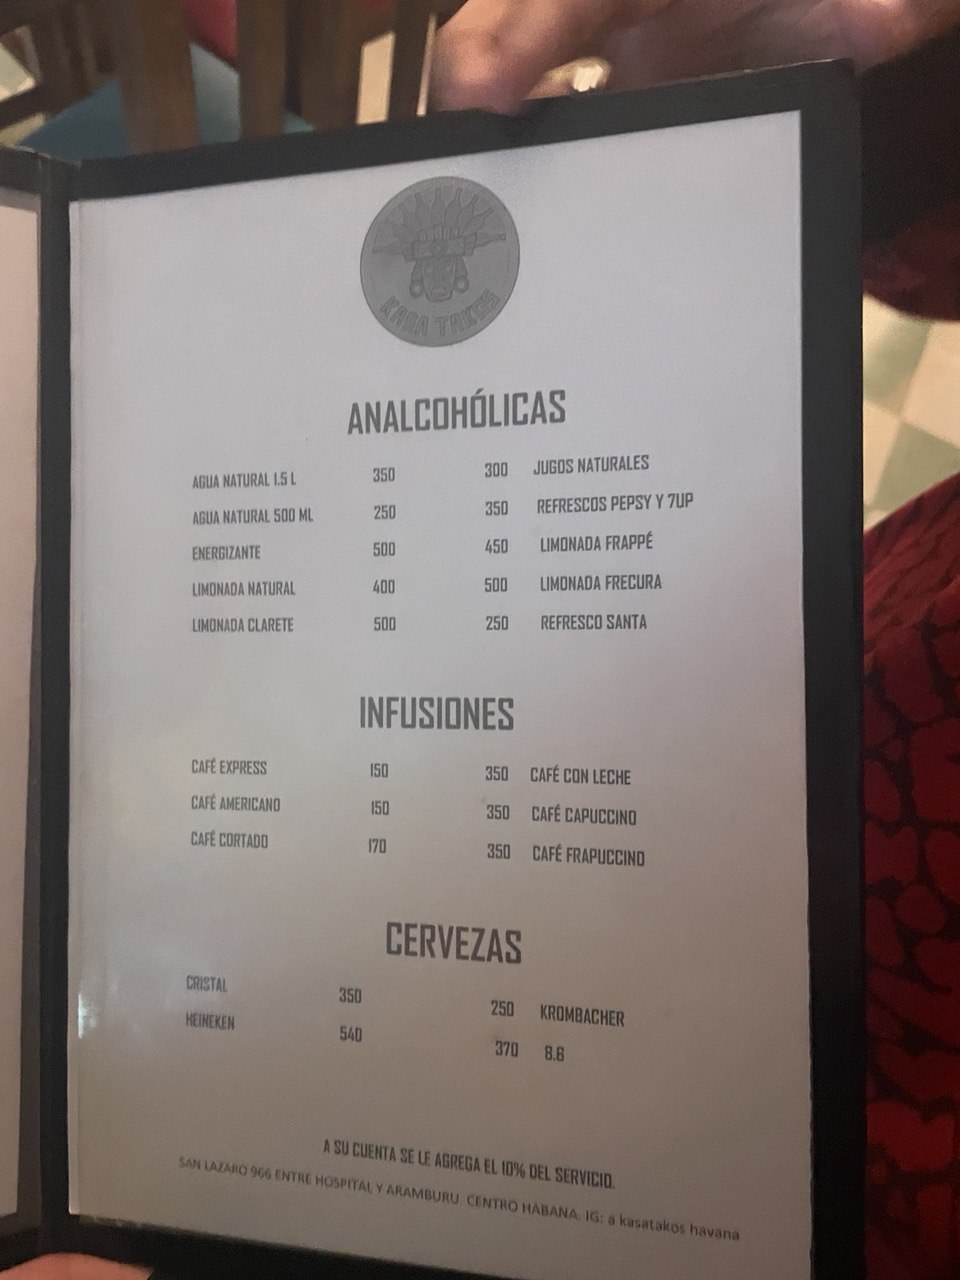 KASA TAKOS
ANALCOHÓLICAS
AGUA NATURAL 1.5 L 350 300 JUGOS NATURALES
AGUA NATURAL 500 ML 250 350 REFRESCOS PEPSY Y 7UP
ENERGIZANTE 500 450 LIMONADA FRAPPÉ
LIMONADA NATURAL 400 500 LIMONADA FRECURA
LIMONADA CLARETE 500 250 REFRESCO SANTA
INFUSIONES
CAFÉ EXPRESS 150 350 CAFÉ CON LECHE
CAFÉ AMERICANO 150 350 CAFÉ CAPUCCINO
CAFÉ CORTADO 170 350 CAFÉ FRAPUCCINO
CERVEZAS
CRISTAL 350 250 KROMBACHER
HEINEKEN 540 370 8.6
A SU CUENTA SE LE AGREGA EL 10% DEL SERVICIO.
SAN LAZARO 966 ENTRE HOSPITAL Y ARAMBURU. CENTRO HABANA. IG: a kasatakos havana